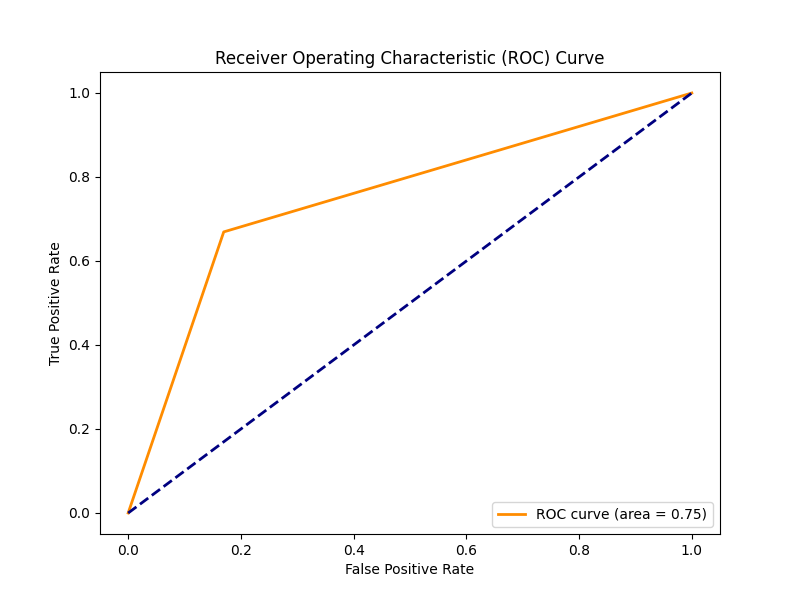 Receiver Operating Characteristic (ROC) Curve
True Positive Rate
1.0
0.8
0.6
0.4
0.2
0.0
ROC curve (area = 0.75)
0.0 0.2 0.4 0.6 0.8 1.0
False Positive Rate